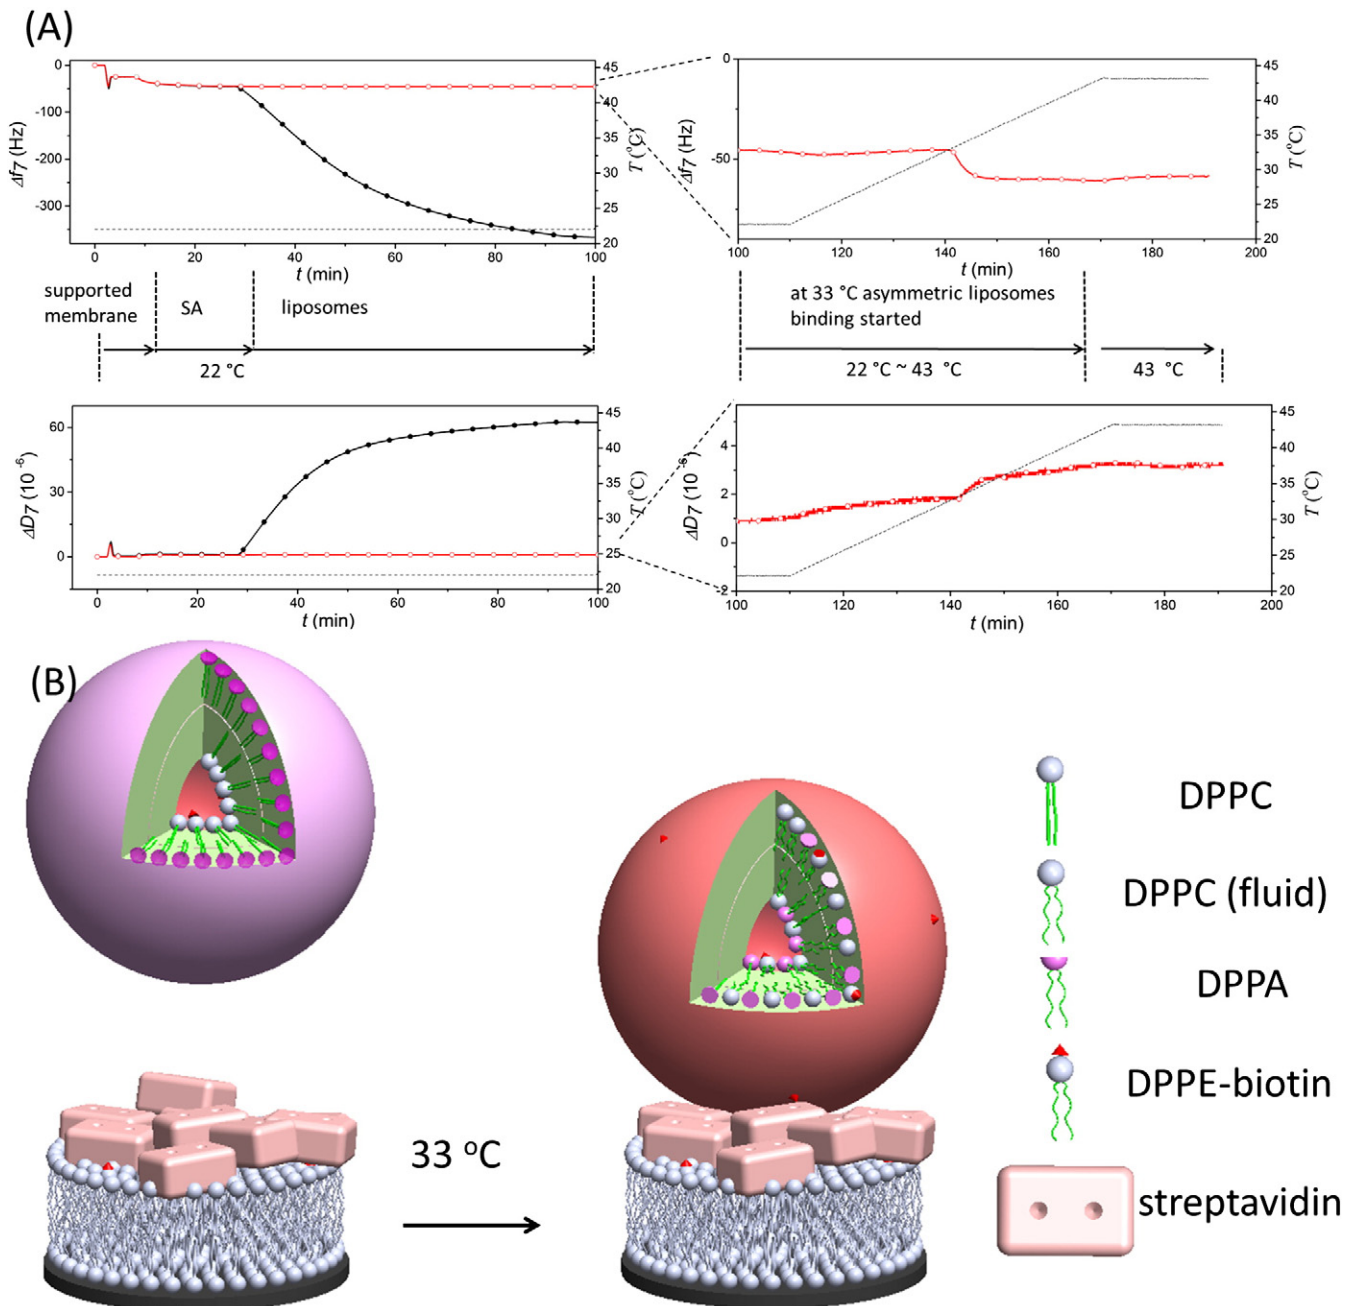 (A)
0
-100
-200
-300
Δf7 (Hz)
45
40
35
30
25
20
T (°C)
0 20 40 60 80 100
t (min)
0
-50
Δf7 (Hz)
45
40
35
30
25
20
T (°C)
100 120 140 160 180 200
t (min)
supported
membrane
SA
liposomes
22 °C
at 33 °C asymmetric liposomes
binding started
22 °C ~ 43 °C
43 °C
60
30
0
ΔD7 (10 -6)
45
40
35
30
25
20
T (°C)
0 20 40 60 80 100
t (min)
4
2
0
-2
ΔD7 (10 -6)
45
40
35
30
25
20
T (°C)
100 120 140 160 180 200
t (min)
(B)
DPPC
DPPC (fluid)
DPPA
DPPE-biotin
33 °C
streptavidin